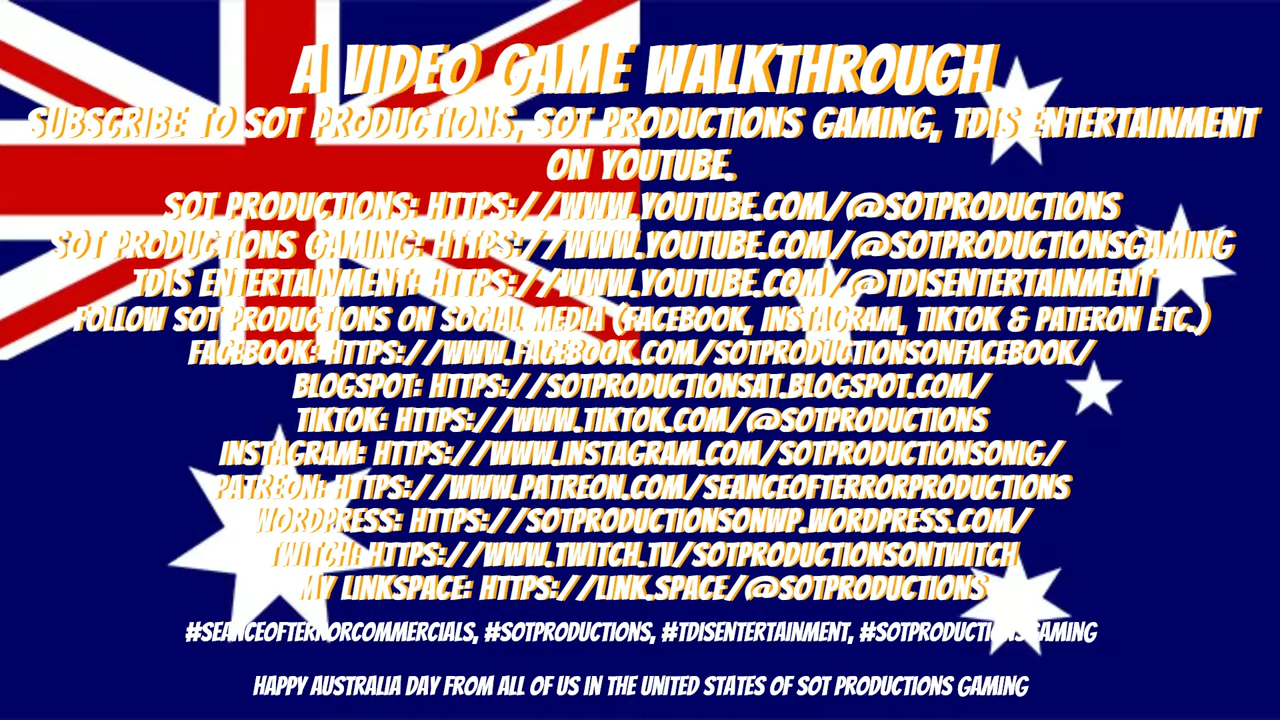 A VIDEO GAME WALKTHROUGH
SUBSCRIBE TO SOT PRODUCTIONS, SOT PRODUCTIONS GAMING, TDIS ENTERTAINMENT
ON YOUTUBE.
SOT PRODUCTIONS: HTTPS://WWW.YOUTUBE.COM/@SOTPRODUCTIONS
SOT PRODUCTIONS GAMING: HTTPS://WWW.YOUTUBE.COM/@SOTPRODUCTIONSGAMING
TDIS ENTERTAINMENT: HTTPS://WWW.YOUTUBE.COM/@TDISENTERTAINMENT
FOLLOW SOT PRODUCTIONS ON SOCIAL MEDIA (FACEBOOK, INSTAGRAM, TIKTOK & PATERON ETC.)
FACEBOOK: HTTPS://WWW.FACEBOOK.COM/SOTPRODUCTIONSONFACEBOOK/
BLOGSPOT: HTTPS://SOTPRODUCTIONSAT.BLOGSPOT.COM/
TIKTOK: HTTPS://WWW.TIKTOK.COM/@SOTPRODUCTIONS
INSTAGRAM: HTTPS://WWW.INSTAGRAM.COM/SOTPRODUCTIONSONIG/
PATREON: HTTPS://WWW.PATREON.COM/SEANCEOFTERRORPRODUCTIONS
WORDPRESS: HTTPS://SOTPRODUCTIONSONWP.WORDPRESS.COM/
TWITCH: HTTPS://WWW.TWITCH.TV/SOTPRODUCTIONSONTWITCH
MY LINKSPACE: HTTPS://LINK.SPACE/@SOTPRODUCTIONS
#SEANCEOFTERRORCOMMERCIALS, #SOTPRODUCTIONS, #TDISENTERTAINMENT, #SOTPRODUCTIONSGAMING
HAPPY AUSTRALIA DAY FROM ALL OF US IN THE UNITED STATES OF SOT PRODUCTIONS GAMING